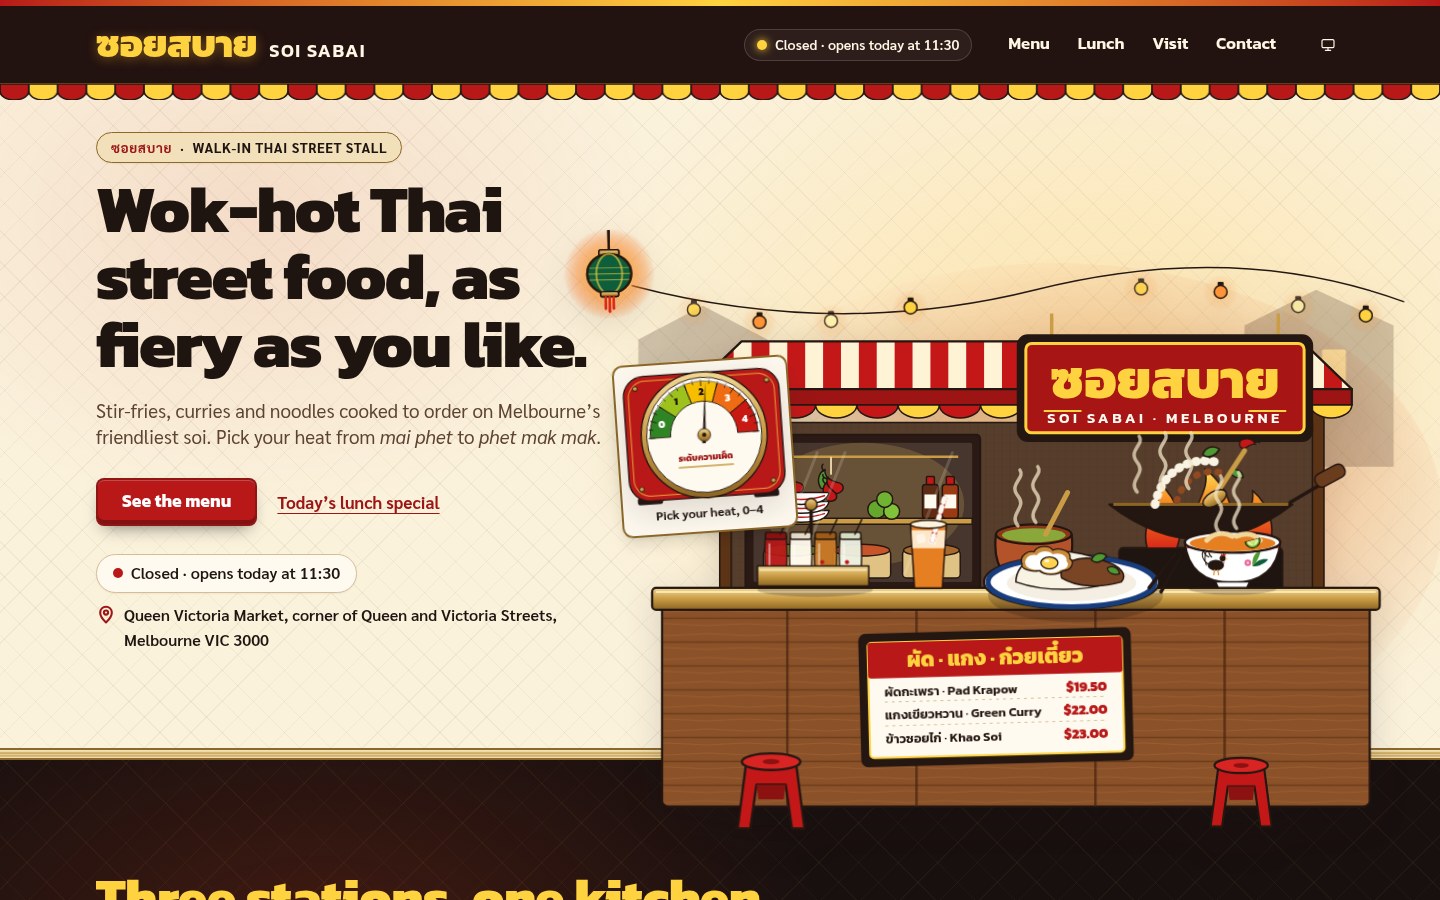 ซอยสบาย SOI SABAI
Closed · opens today at 11:30
Menu
Lunch
Visit
Contact
ซอยสบาย · WALK-IN THAI STREET STALL
Wok-hot Thai
street food, as
fiery as you like.
Stir-fries, curries and noodles cooked to order on Melbourne’s
friendliest soi. Pick your heat from mai phet to phet mak mak.
See the menu
Today’s lunch special
Closed · opens today at 11:30
Queen Victoria Market, corner of Queen and Victoria Streets,
Melbourne VIC 3000
0 1 2 3 4
ระดับความเผ็ด
Pick your heat, 0–4
ซอยสบาย
SOI SABAI · MELBOURNE
ผัด · แกง · ก๋วยเตี๋ยว
ผัดกะเพรา · Pad Krapow $19.50
แกงเขียวหวาน · Green Curry $22.00
ข้าวซอยไก่ · Khao Soi $23.00
Three stations, one kitchen